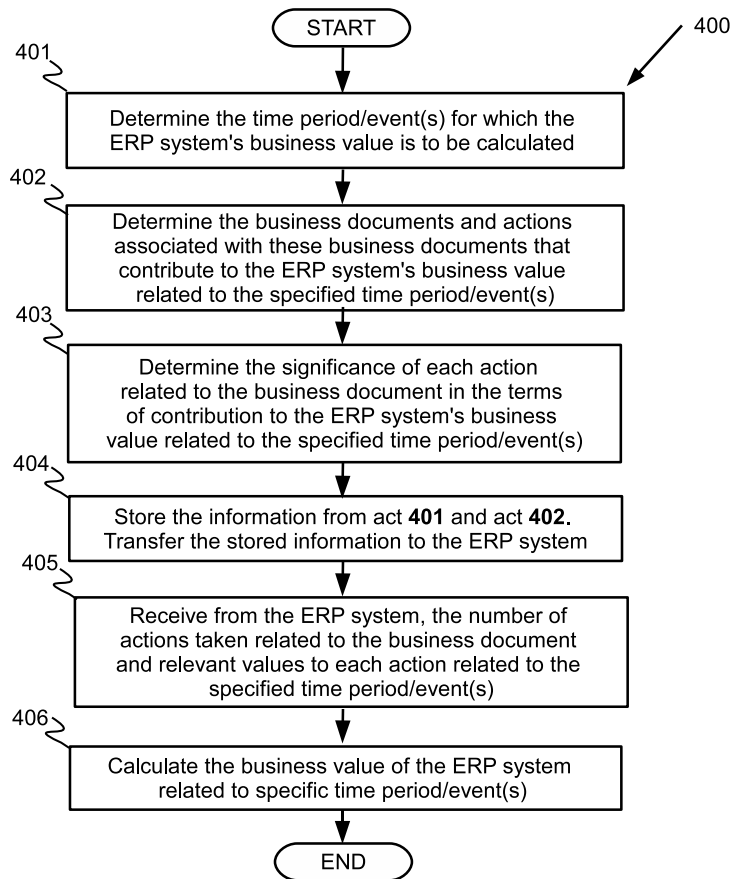 START
400
401
Determine the time period/event(s) for which the
ERP system's business value is to be calculated
402
Determine the business documents and actions
associated with these business documents that
contribute to the ERP system's business value
related to the specified time period/event(s)
403
Determine the significance of each action
related to the business document in the terms
of contribution to the ERP system's business
value related to the specified time period/event(s)
404
Store the information from act 401 and act 402.
Transfer the stored information to the ERP system
405
Receive from the ERP system, the number of
actions taken related to the business document
and relevant values to each action related to the
specified time period/event(s)
406
Calculate the business value of the ERP system
related to specific time period/event(s)
END